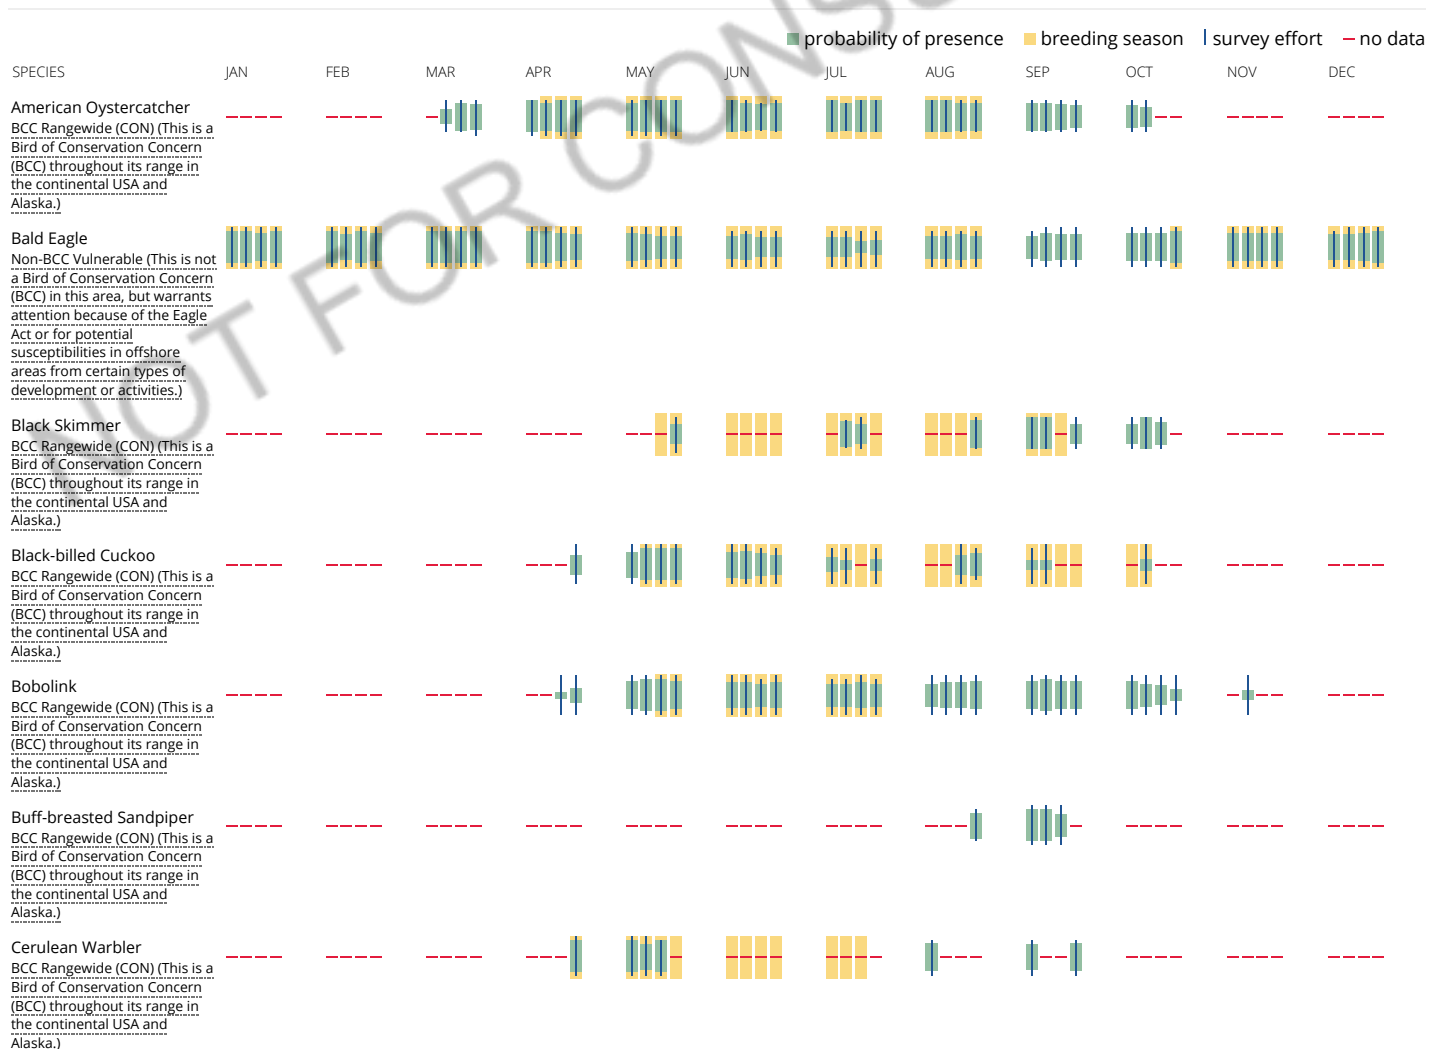 probability of presence breeding season survey effort no data
SPECIES JAN FEB MAR APR MAY JUN JUL AUG SEP OCT NOV DEC
American Oystercatcher
BCC Rangewide (CON) (This is a
Bird of Conservation Concern
(BCC) throughout its range in
the continental USA and
Alaska.)
Bald Eagle
Non-BCC Vulnerable (This is not
a Bird of Conservation Concern
(BCC) in this area, but warrants
attention because of the Eagle
Act or for potential
susceptibilities in offshore
areas from certain types of
development or activities.)
Black Skimmer
BCC Rangewide (CON) (This is a
Bird of Conservation Concern
(BCC) throughout its range in
the continental USA and
Alaska.)
Black-billed Cuckoo
BCC Rangewide (CON) (This is a
Bird of Conservation Concern
(BCC) throughout its range in
the continental USA and
Alaska.)
Bobolink
BCC Rangewide (CON) (This is a
Bird of Conservation Concern
(BCC) throughout its range in
the continental USA and
Alaska.)
Buff-breasted Sandpiper
BCC Rangewide (CON) (This is a
Bird of Conservation Concern
(BCC) throughout its range in
the continental USA and
Alaska.)
Cerulean Warbler
BCC Rangewide (CON) (This is a
Bird of Conservation Concern
(BCC) throughout its range in
the continental USA and
Alaska.)
NOT FOR CONS